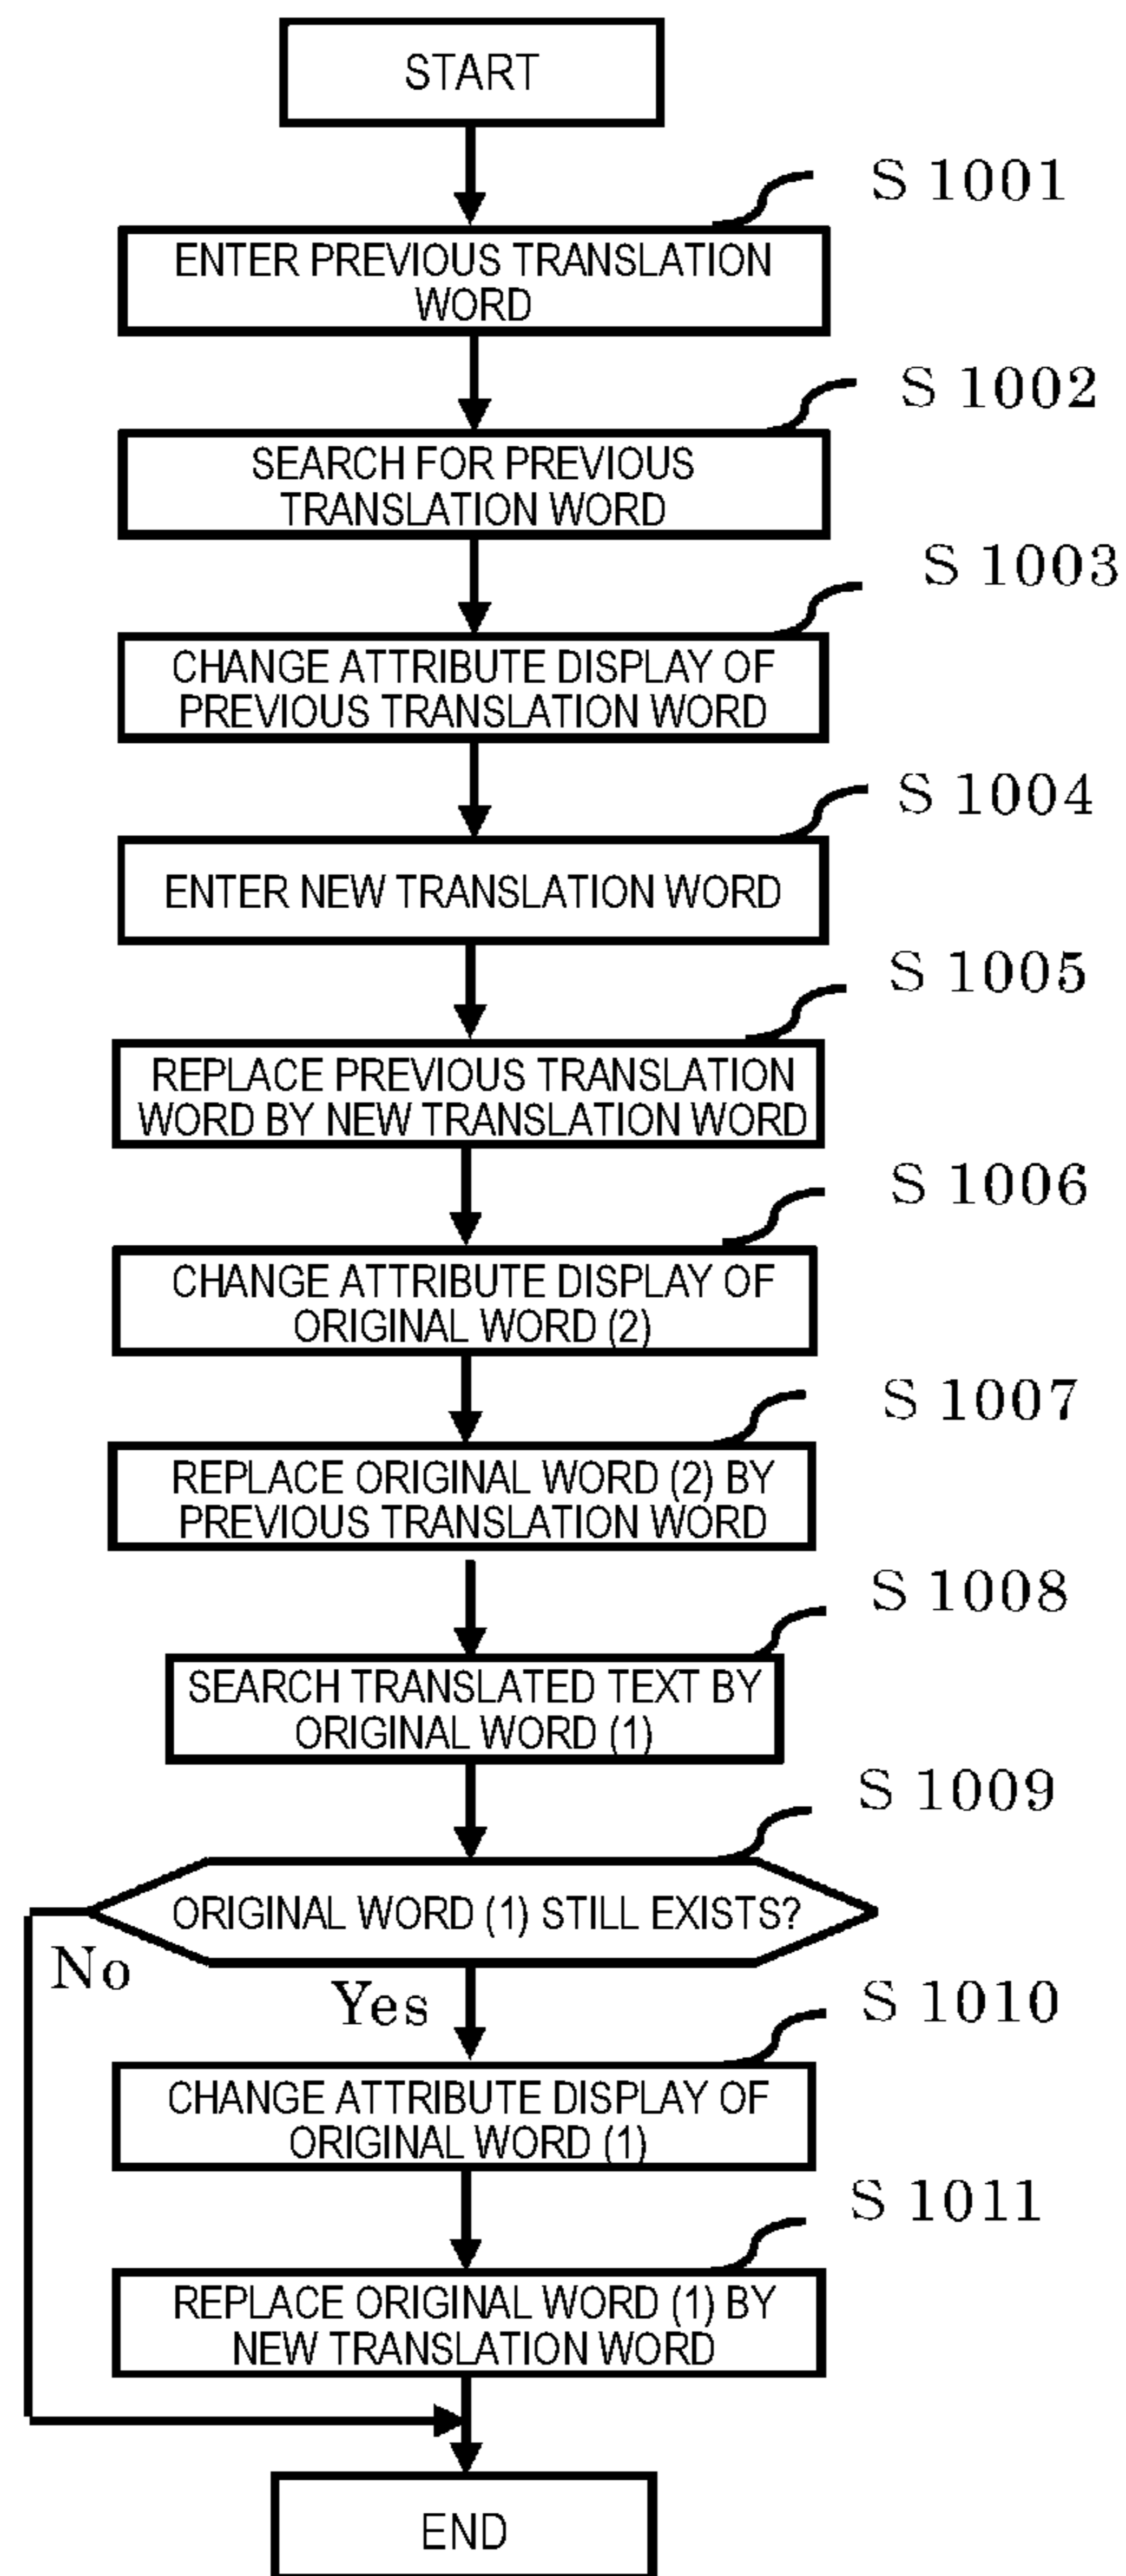 START
S 1001
ENTER PREVIOUS TRANSLATION
WORD
S 1002
SEARCH FOR PREVIOUS
TRANSLATION WORD
S 1003
CHANGE ATTRIBUTE DISPLAY OF
PREVIOUS TRANSLATION WORD
S 1004
ENTER NEW TRANSLATION WORD
S 1005
REPLACE PREVIOUS TRANSLATION
WORD BY NEW TRANSLATION WORD
S 1006
CHANGE ATTRIBUTE DISPLAY OF
ORIGINAL WORD (2)
S 1007
REPLACE ORIGINAL WORD (2) BY
PREVIOUS TRANSLATION WORD
S 1008
SEARCH TRANSLATED TEXT BY
ORIGINAL WORD (1)
S 1009
ORIGINAL WORD (1) STILL EXISTS?
No
Yes
S 1010
CHANGE ATTRIBUTE DISPLAY OF
ORIGINAL WORD (1)
S 1011
REPLACE ORIGINAL WORD (1) BY
NEW TRANSLATION WORD
END